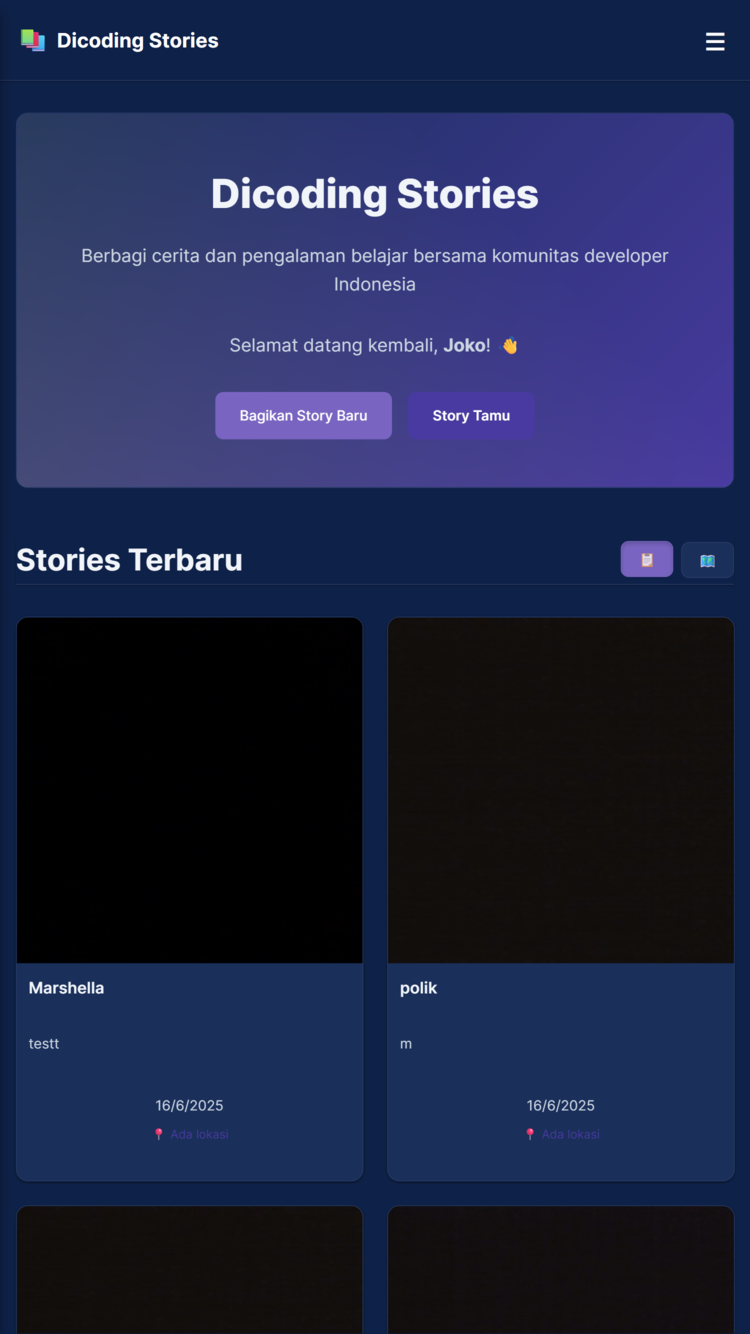 Dicoding Stories
Dicoding Stories
Berbagi cerita dan pengalaman belajar bersama komunitas developer
Indonesia
Selamat datang kembali, Joko! 👋
Bagikan Story Baru
Story Tamu
Stories Terbaru
Marshella
testt
16/6/2025
📍 Ada lokasi
polik
m
16/6/2025
📍 Ada lokasi